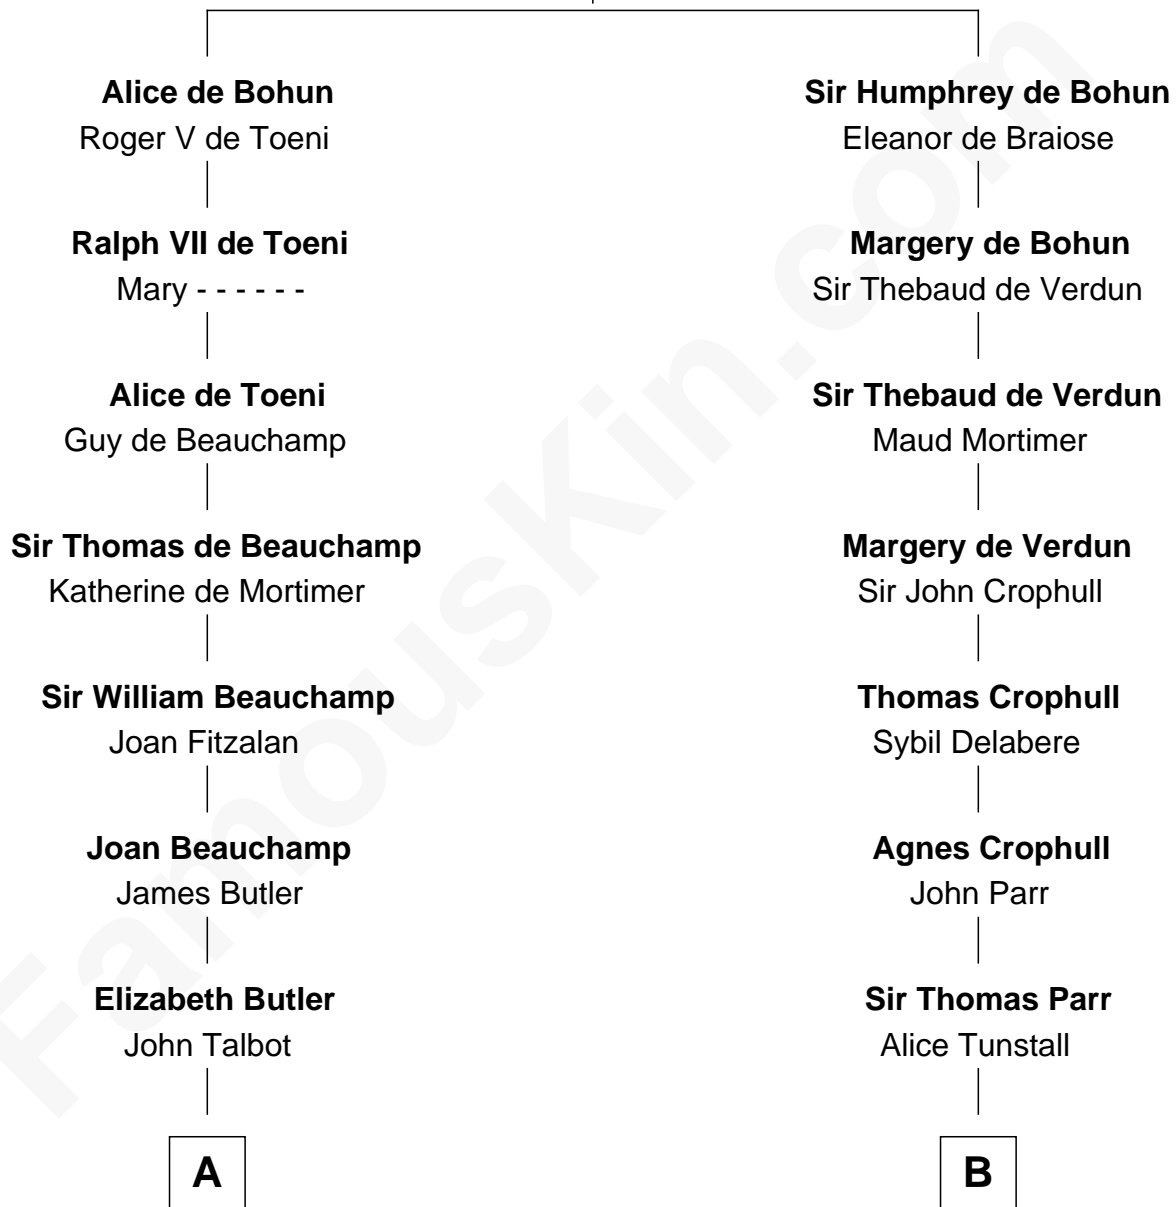 Alice de Bohun
Roger V de Toeni
Ralph VII de Toeni
Mary - - - - - -
Alice de Toeni
Guy de Beauchamp
Sir Thomas de Beauchamp
Katherine de Mortimer
Sir William Beauchamp
Joan Fitzalan
Joan Beauchamp
James Butler
Elizabeth Butler
John Talbot
A
Sir Humphrey de Bohun
Eleanor de Braiose
Margery de Bohun
Sir Thebaud de Verdun
Sir Thebaud de Verdun
Maud Mortimer
Margery de Verdun
Sir John Crophull
Thomas Crophull
Sybil Delabere
Agnes Crophull
John Parr
Sir Thomas Parr
Alice Tunstall
B
FamousKin.com